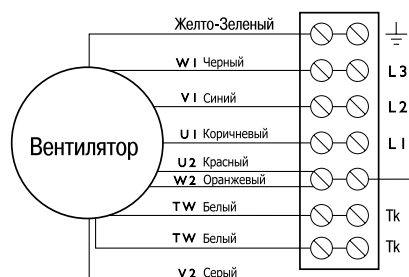 Желто-Зеленый
W1 Черный L3
V1 Синий L2
U1 Коричневый L1
Вентилятор
U2 Красный
W2 Оранжевый
TW Белый Tk
TW Белый Tk
V2 Серый